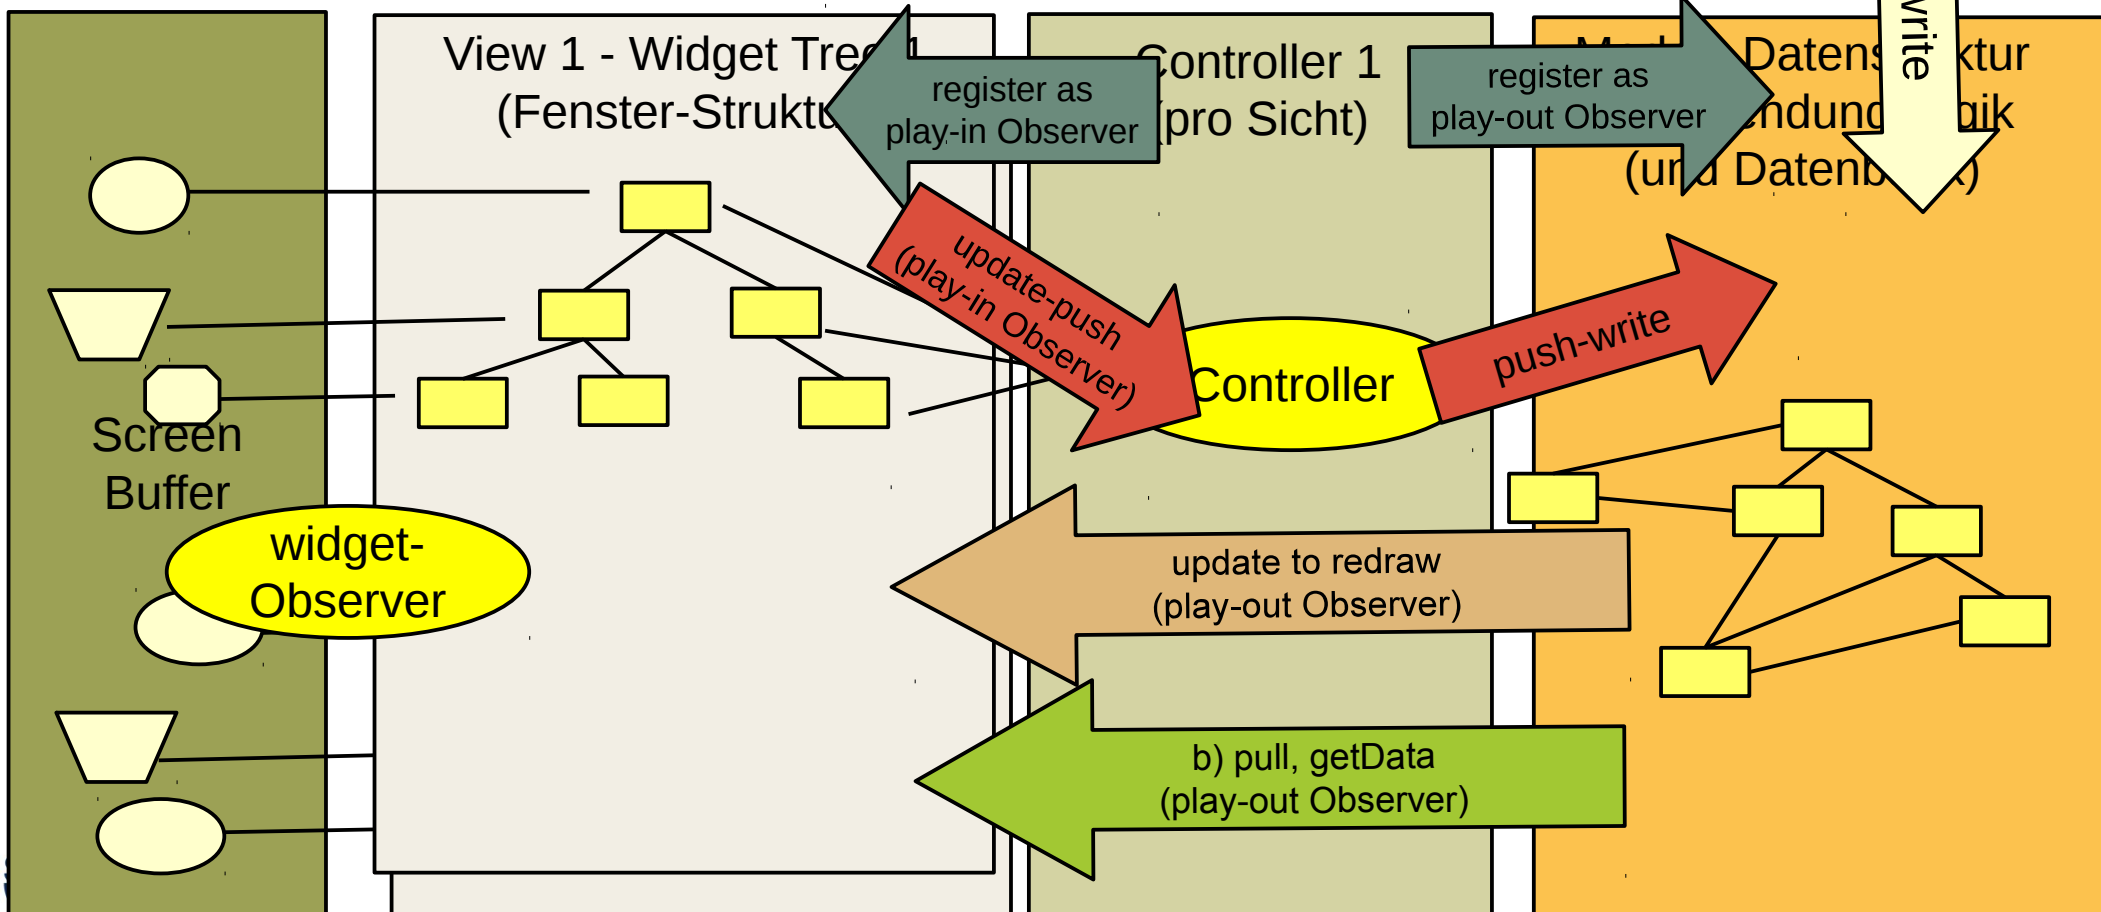 View 1 - Widget Tree 1
(Fenster-Struktu
register as
play-in Observer
Controller 1
(pro Sicht)
register as
play-out Observer
Datens ktur
ndung gik
(und Datenb k)
write
update-push
(play-in Observer)
Controller
push-write
Screen
Buffer
widget-
Observer
update to redraw
(play-out Observer)
b) pull, getData
(play-out Observer)